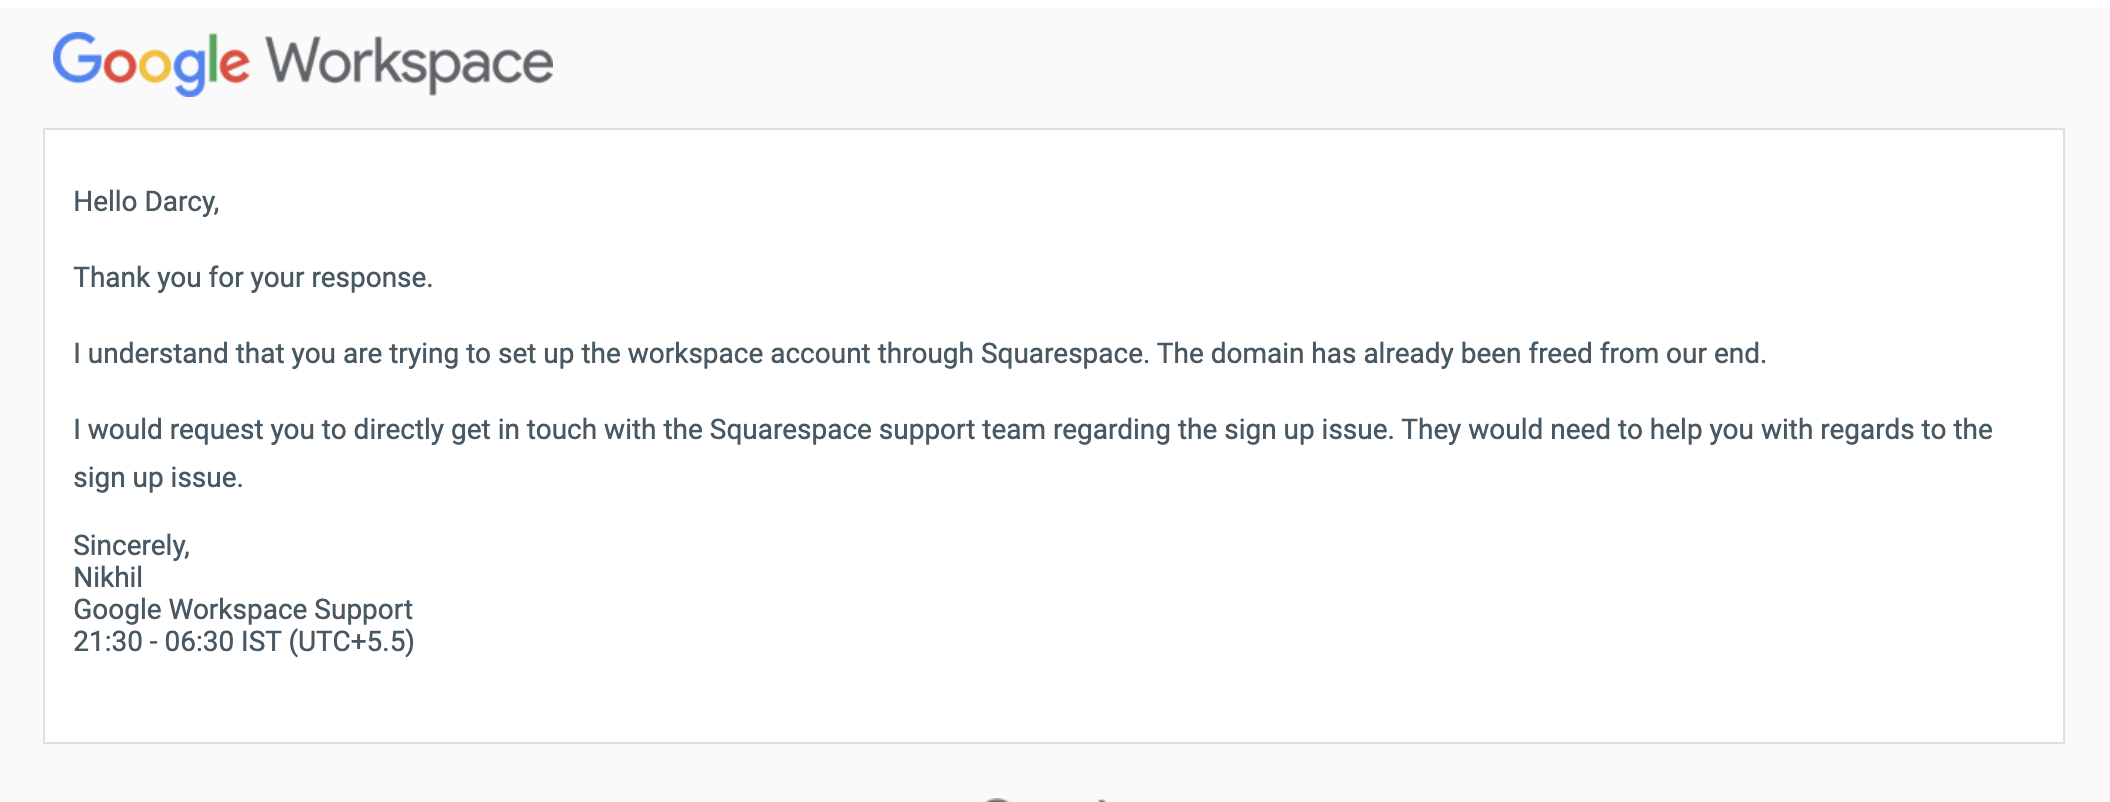 Google Workspace
Hello Darcy,
Thank you for your response.
I understand that you are trying to set up the workspace account through Squarespace. The domain has already been freed from our end.
I would request you to directly get in touch with the Squarespace support team regarding the sign up issue. They would need to help you with regards to the
sign up issue.
Sincerely,
Nikhil
Google Workspace Support
21:30 - 06:30 IST (UTC+5.5)